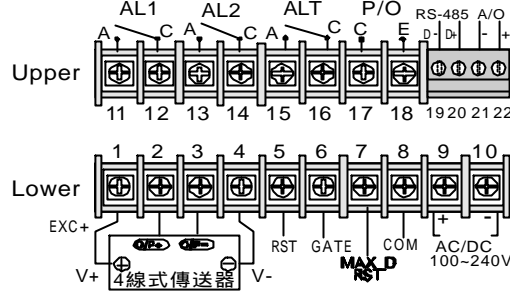 AL1 AL2 ALT P/O
A C A C A C C E RS-485 A/O
D- D+ - +
Upper
11 12 13 14 15 16 17 18 19 20 21 22
1 2 3 4 5 6 7 8 9 10
Lower
EXC+ O/P+ O/P- RST GATE MAX_D RST COM + -
AC/DC
100~240V
V+ 4線式傳送器 V-